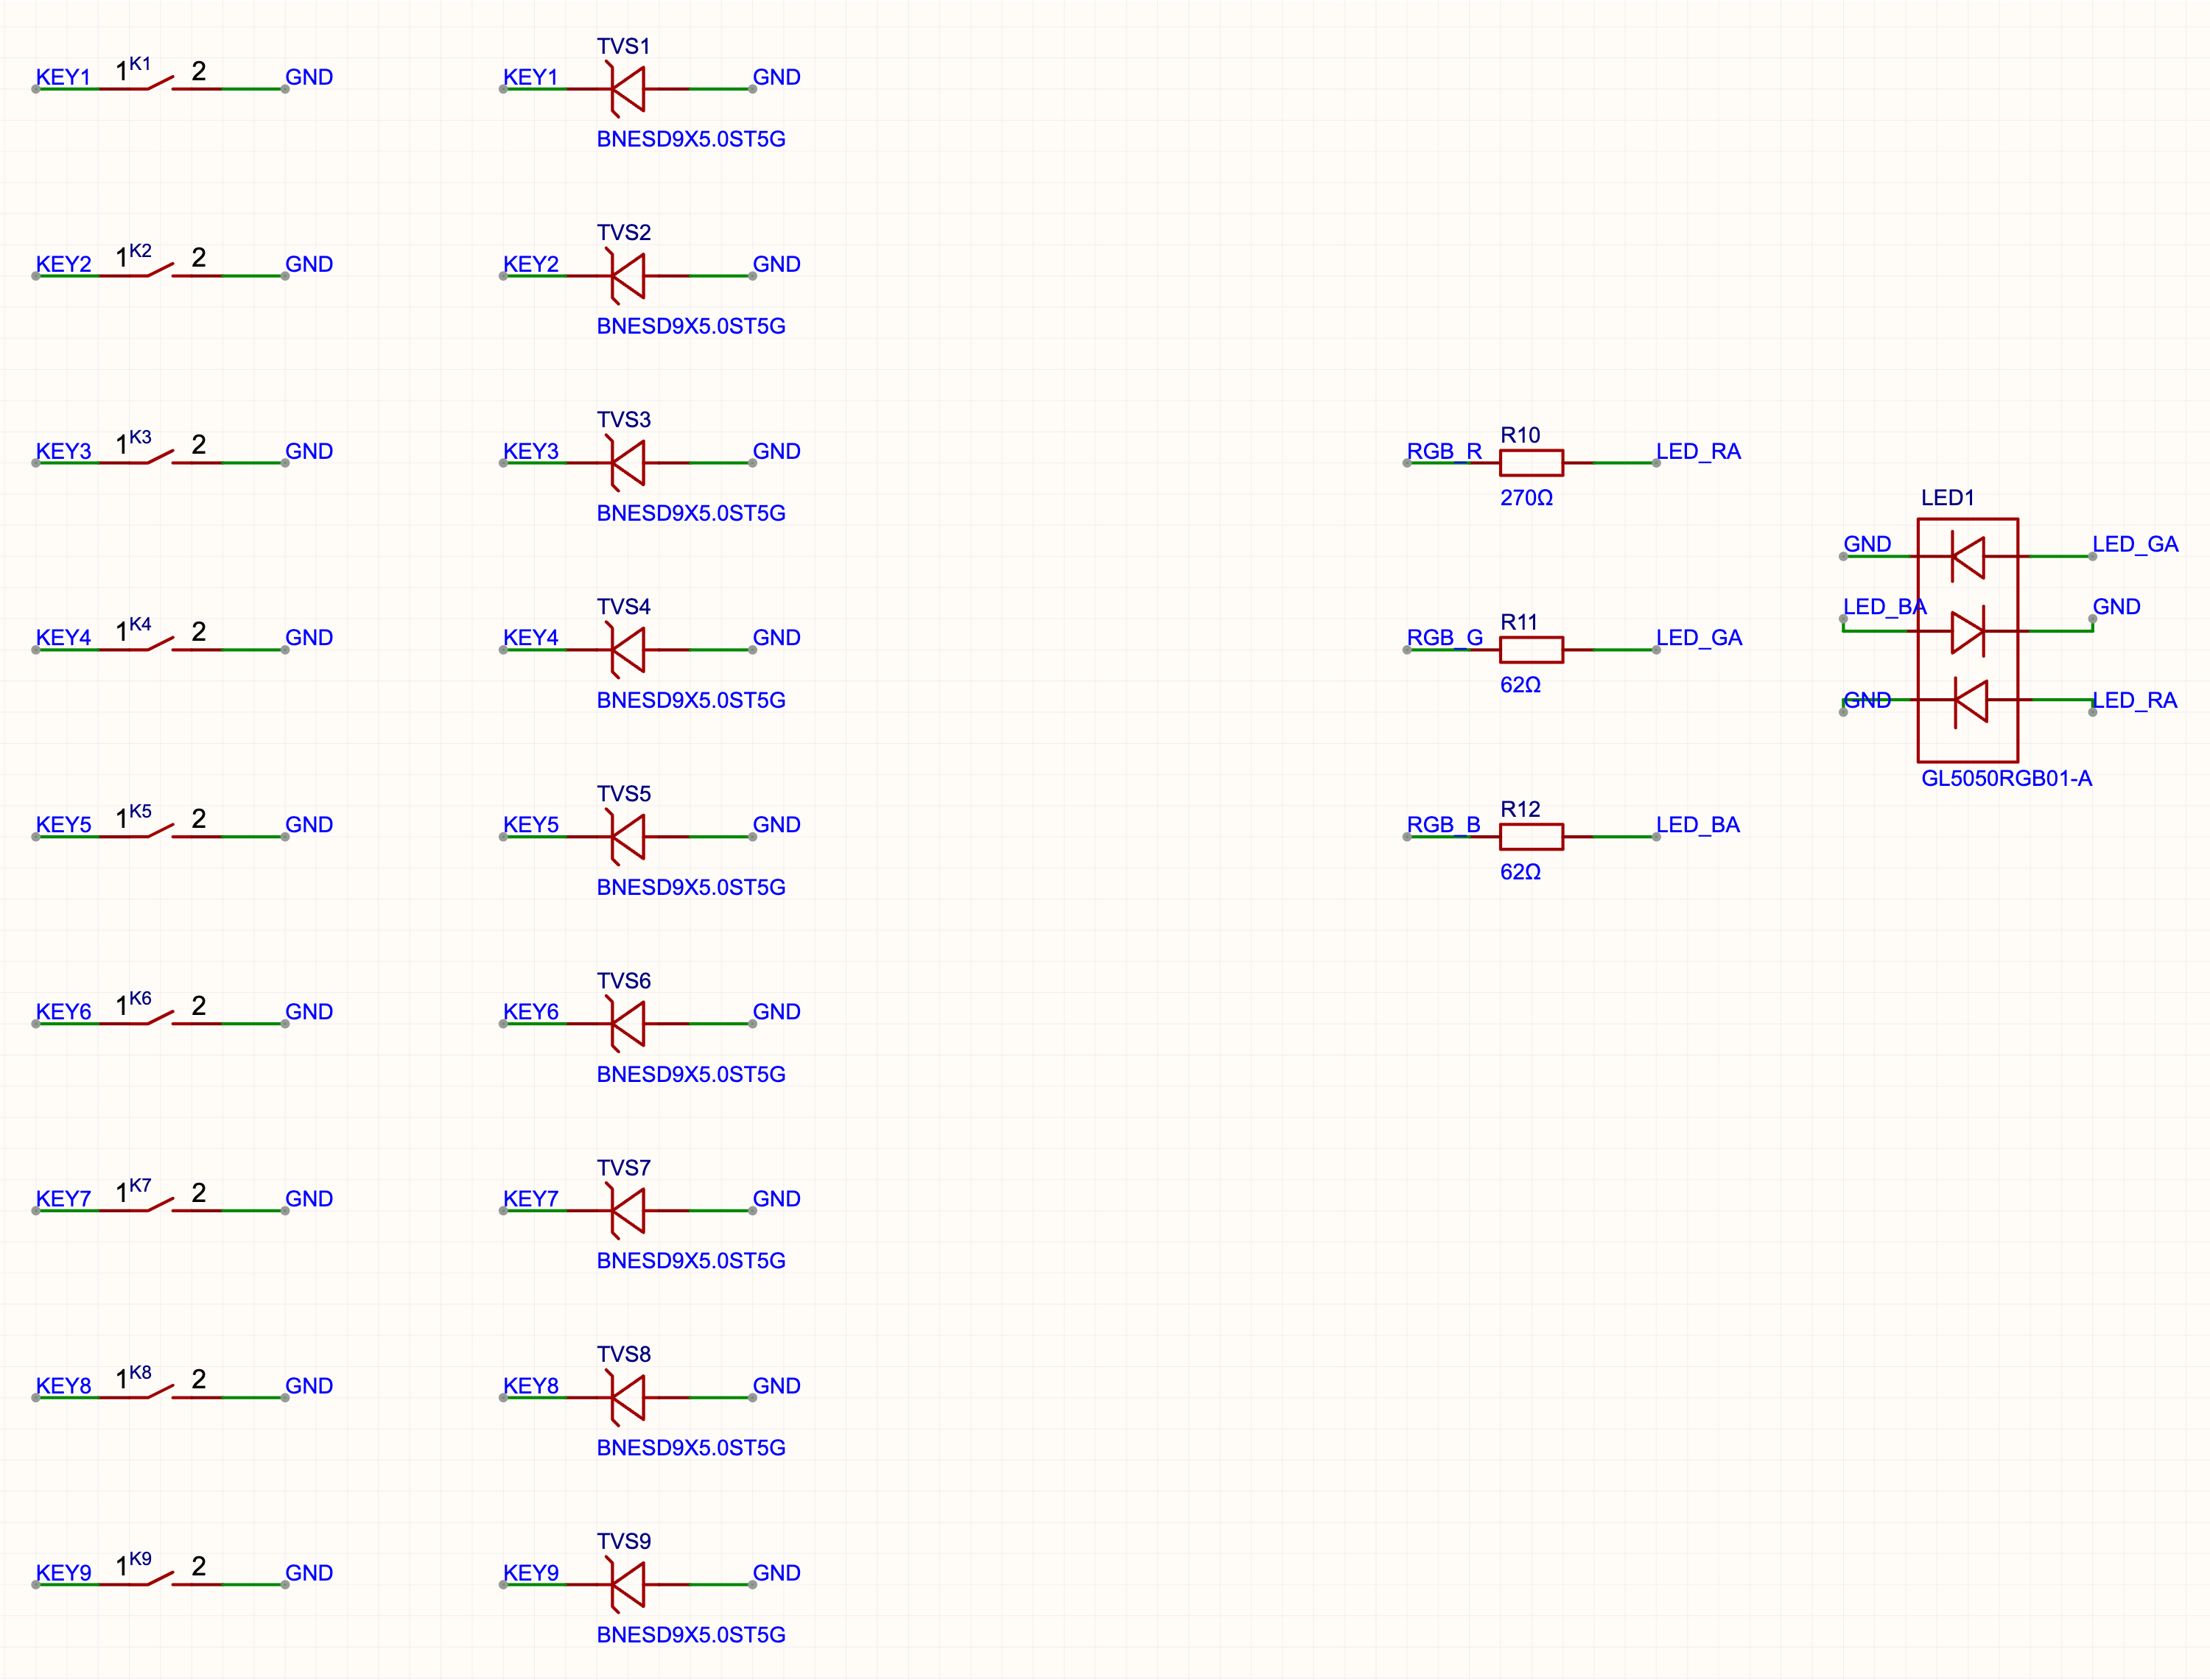 TVS1
KEY1 1 K1 2 GND KEY1 GND
BNESD9X5.0ST5G
TVS2
KEY2 1 K2 2 GND KEY2 GND
BNESD9X5.0ST5G
TVS3
KEY3 1 K3 2 GND KEY3 GND
BNESD9X5.0ST5G
TVS4
KEY4 1 K4 2 GND KEY4 GND
BNESD9X5.0ST5G
TVS5
KEY5 1 K5 2 GND KEY5 GND
BNESD9X5.0ST5G
TVS6
KEY6 1 K6 2 GND KEY6 GND
BNESD9X5.0ST5G
TVS7
KEY7 1 K7 2 GND KEY7 GND
BNESD9X5.0ST5G
TVS8
KEY8 1 K8 2 GND KEY8 GND
BNESD9X5.0ST5G
TVS9
KEY9 1 K9 2 GND KEY9 GND
BNESD9X5.0ST5G
R10
RGB_R LED_RA
270Ω
R11
RGB_G LED_GA
62Ω
R12
RGB_B LED_BA
62Ω
LED1
GND LED_GA
LED_BA GND
GND LED_RA
GL5050RGB01-A